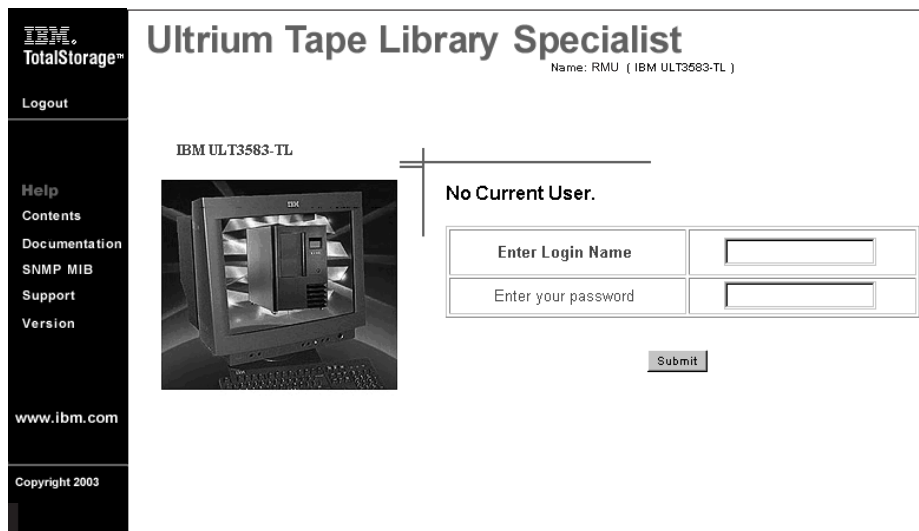 IBM.
TotalStorage™
Logout
Help
Contents
Documentation
SNMP MIB
Support
Version
www.ibm.com
Copyright 2003
Ultrium Tape Library Specialist
Name: RMU ( IBM ULT3583-TL )
IBM ULT3583-TL
IBM
No Current User.
Enter Login Name
Enter your password
Submit